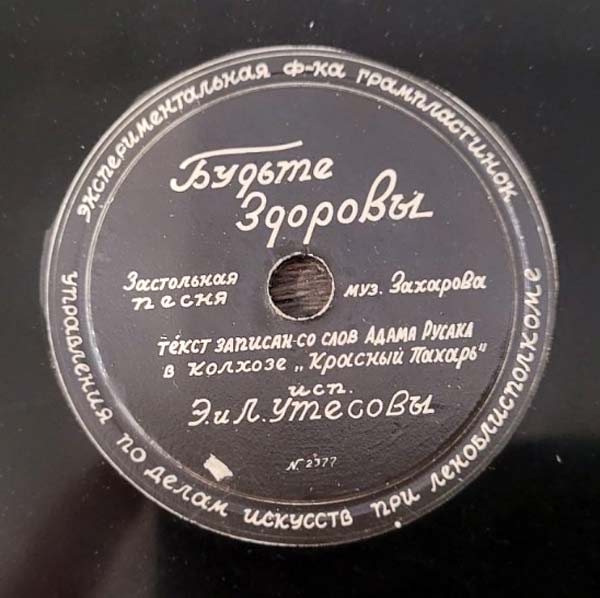 экспериментальная ф-ка грампластинок
управления по делам искусств при леноблисполкоме
Будьте
Здоровы
Застольная
песня
муз. Захарова
текст записан со слов Адама Русака
в колхозе „Красный Пахарь"
исп.
Э. и Л. Утесовы
№ 2377